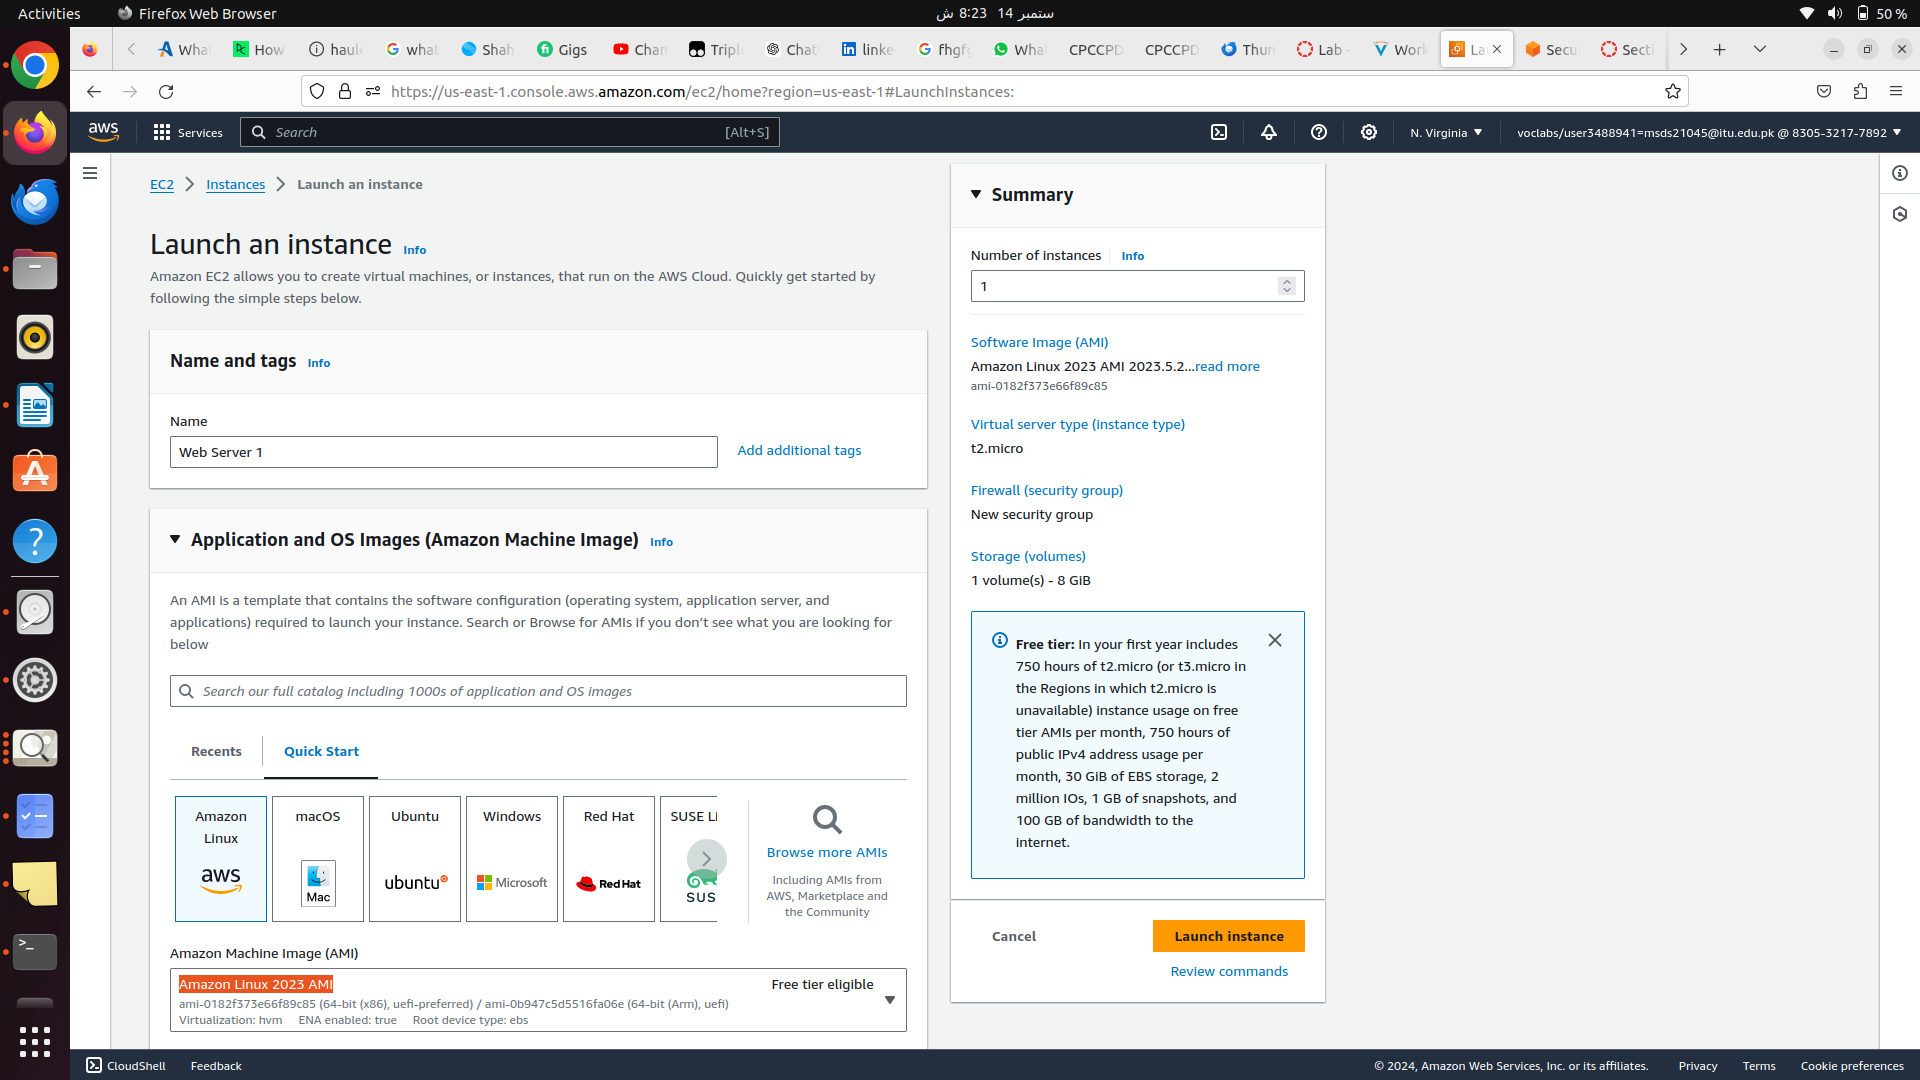 Activities
Firefox Web Browser
ستمبر 14 8:23 ش
50 %
What
How
haul
what
Shah
Gigs
Chan
Tripl
Chat
linke
fhgf
What
CPCCPD
CPCCPD
Thun
Lab -
Work
La
Secu
Secti
https://us-east-1.console.aws.amazon.com/ec2/home?region=us-east-1#LaunchInstances:
aws
Services
Search
[Alt+S]
N. Virginia
voclabs/user3488941=msds21045@itu.edu.pk @ 8305-3217-7892
EC2
Instances
Launch an instance
Launch an instance Info
Amazon EC2 allows you to create virtual machines, or instances, that run on the AWS Cloud. Quickly get started by
following the simple steps below.
Name and tags Info
Name
Web Server 1
Add additional tags
Application and OS Images (Amazon Machine Image) Info
An AMI is a template that contains the software configuration (operating system, application server, and
applications) required to launch your instance. Search or Browse for AMIs if you don't see what you are looking for
below
Search our full catalog including 1000s of application and OS images
Recents
Quick Start
Amazon
Linux
aws
macOS
Mac
Ubuntu
ubuntu
Windows
Microsoft
Red Hat
Red Hat
SUSE Li
SUS
Browse more AMIs
Including AMIs from
AWS, Marketplace and
the Community
Amazon Machine Image (AMI)
Amazon Linux 2023 AMI
Free tier eligible
ami-0182f373e66f89c85 (64-bit (x86), uefi-preferred) / ami-0b947c5d5516fa06e (64-bit (Arm), uefi)
Virtualization: hvm ENA enabled: true Root device type: ebs
Summary
Number of instances Info
1
Software Image (AMI)
Amazon Linux 2023 AMI 2023.5.2...read more
ami-0182f373e66f89c85
Virtual server type (instance type)
t2.micro
Firewall (security group)
New security group
Storage (volumes)
1 volume(s) - 8 GiB
Free tier: In your first year includes
750 hours of t2.micro (or t3.micro in
the Regions in which t2.micro is
unavailable) instance usage on free
tier AMIs per month, 750 hours of
public IPv4 address usage per
month, 30 GiB of EBS storage, 2
million IOs, 1 GB of snapshots, and
100 GB of bandwidth to the
internet.
Cancel
Launch instance
Review commands
CloudShell
Feedback
© 2024, Amazon Web Services, Inc. or its affiliates.
Privacy
Terms
Cookie preferences